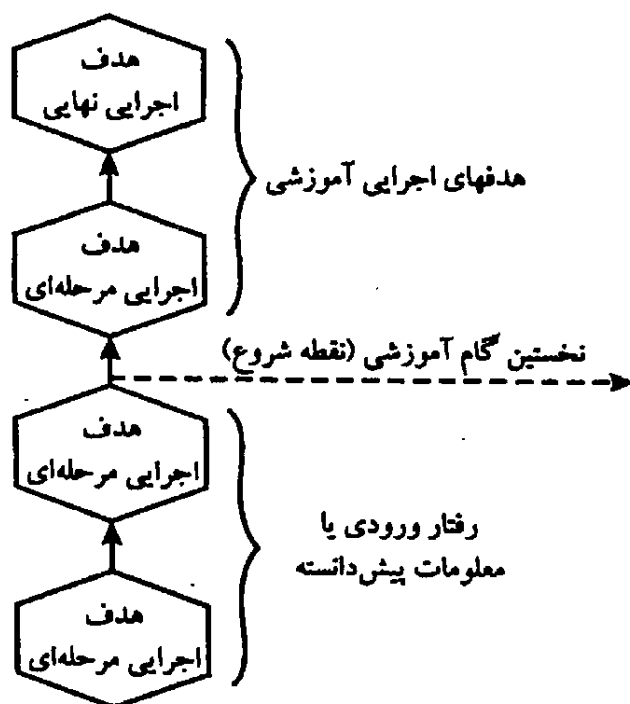 هدف
اجرایی نهایی
هدفهای اجرایی آموزشی
هدف
اجرایی مرحله‌ای
نخستین گام آموزشی (نقطه شروع)
هدف
اجرایی مرحله‌ای
رفتار ورودی یا
معلومات پیش‌دانسته
هدف
اجرایی مرحله‌ای